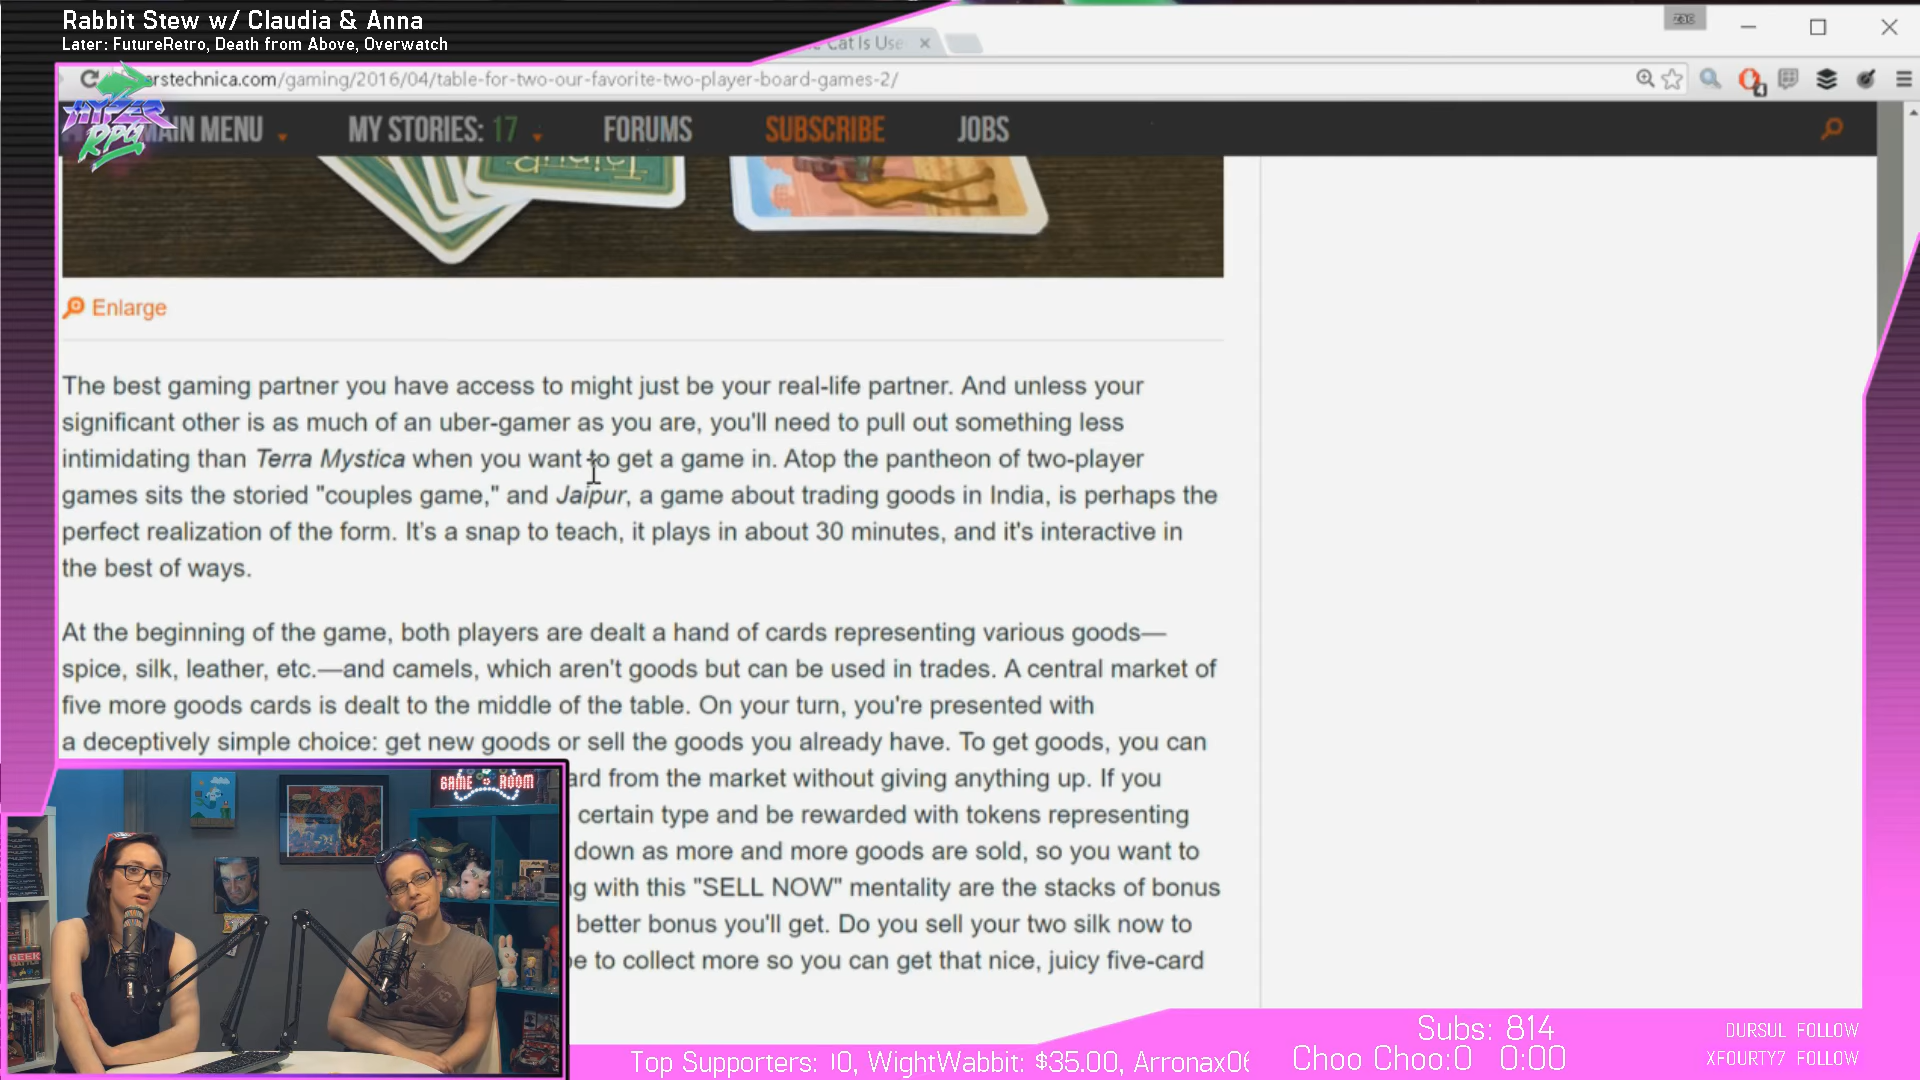 Rabbit Stew w/ Claudia & Anna
Later: FutureRetro, Death from Above, Overwatch
Cat Is Use
zac
rstechnica.com/gaming/2016/04/table-for-two-our-favorite-two-player-board-games-2/
HYPER
RPG
AIN MENU
MY STORIES: 17
FORUMS
SUBSCRIBE
JOBS
Enlarge
The best gaming partner you have access to might just be your real-life partner. And unless your
significant other is as much of an uber-gamer as you are, you'll need to pull out something less
intimidating than Terra Mystica when you want to get a game in. Atop the pantheon of two-player
games sits the storied "couples game," and Jaipur, a game about trading goods in India, is perhaps the
perfect realization of the form. It's a snap to teach, it plays in about 30 minutes, and it's interactive in
the best of ways.
At the beginning of the game, both players are dealt a hand of cards representing various goods—
spice, silk, leather, etc.—and camels, which aren't goods but can be used in trades. A central market of
five more goods cards is dealt to the middle of the table. On your turn, you're presented with
a deceptively simple choice: get new goods or sell the goods you already have. To get goods, you can
ard from the market without giving anything up. If you
certain type and be rewarded with tokens representing
down as more and more goods are sold, so you want to
g with this "SELL NOW" mentality are the stacks of bonus
better bonus you'll get. Do you sell your two silk now to
e to collect more so you can get that nice, juicy five-card
GAME ROOM
GEEK
BATTLE
Subs: 814
Choo Choo:0 0:00
DURSUL FOLLOW
XFOURTY7 FOLLOW
Top Supporters: 0, WightWabbit: $35.00, Arronax06